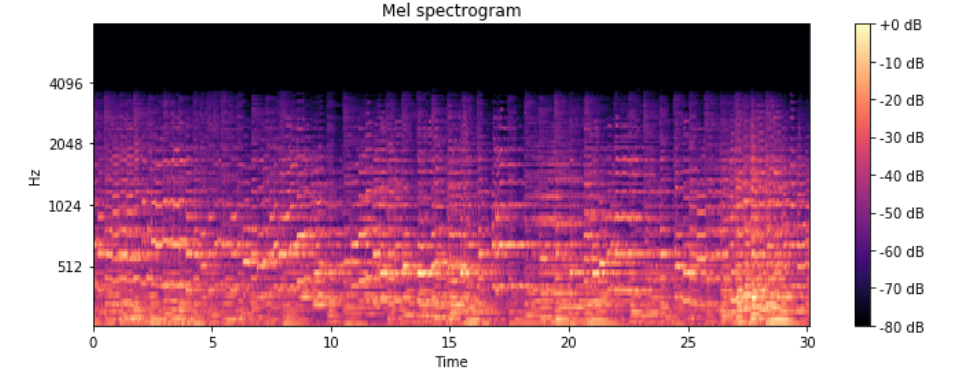 Mel spectrogram
Hz
4096
2048
1024
512
0 5 10 15 20 25 30
Time
+0 dB
-10 dB
-20 dB
-30 dB
-40 dB
-50 dB
-60 dB
-70 dB
-80 dB